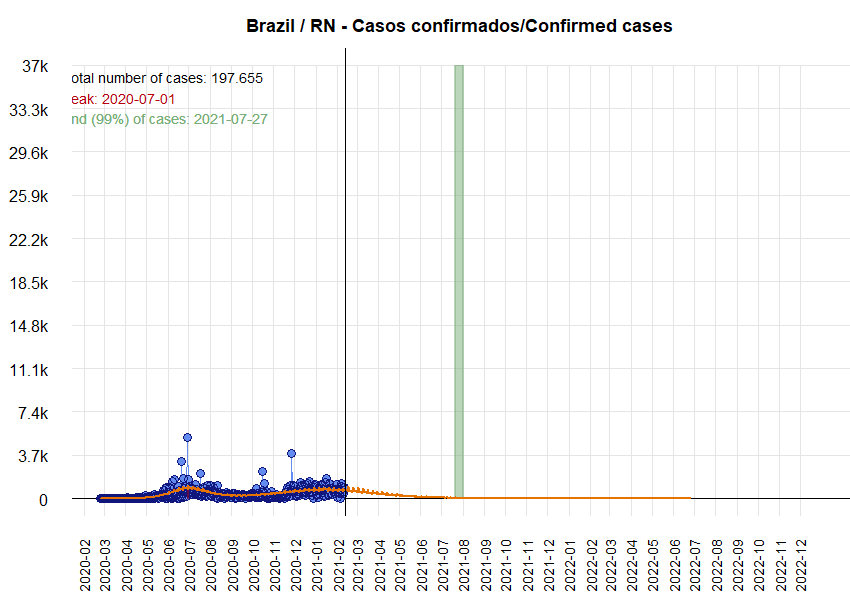 Brazil / RN - Casos confirmados/Confirmed cases
37k
otal number of cases: 197.655
eak: 2020-07-01
nd (99%) of cases: 2021-07-27
33.3k
29.6k
25.9k
22.2k
18.5k
14.8k
11.1k
7.4k
3.7k
0
2020-02
2020-03
2020-04
2020-05
2020-06
2020-07
2020-08
2020-09
2020-10
2020-11
2020-12
2021-01
2021-02
2021-03
2021-04
2021-05
2021-06
2021-07
2021-08
2021-09
2021-10
2021-11
2021-12
2022-01
2022-02
2022-03
2022-04
2022-05
2022-06
2022-07
2022-08
2022-09
2022-10
2022-11
2022-12